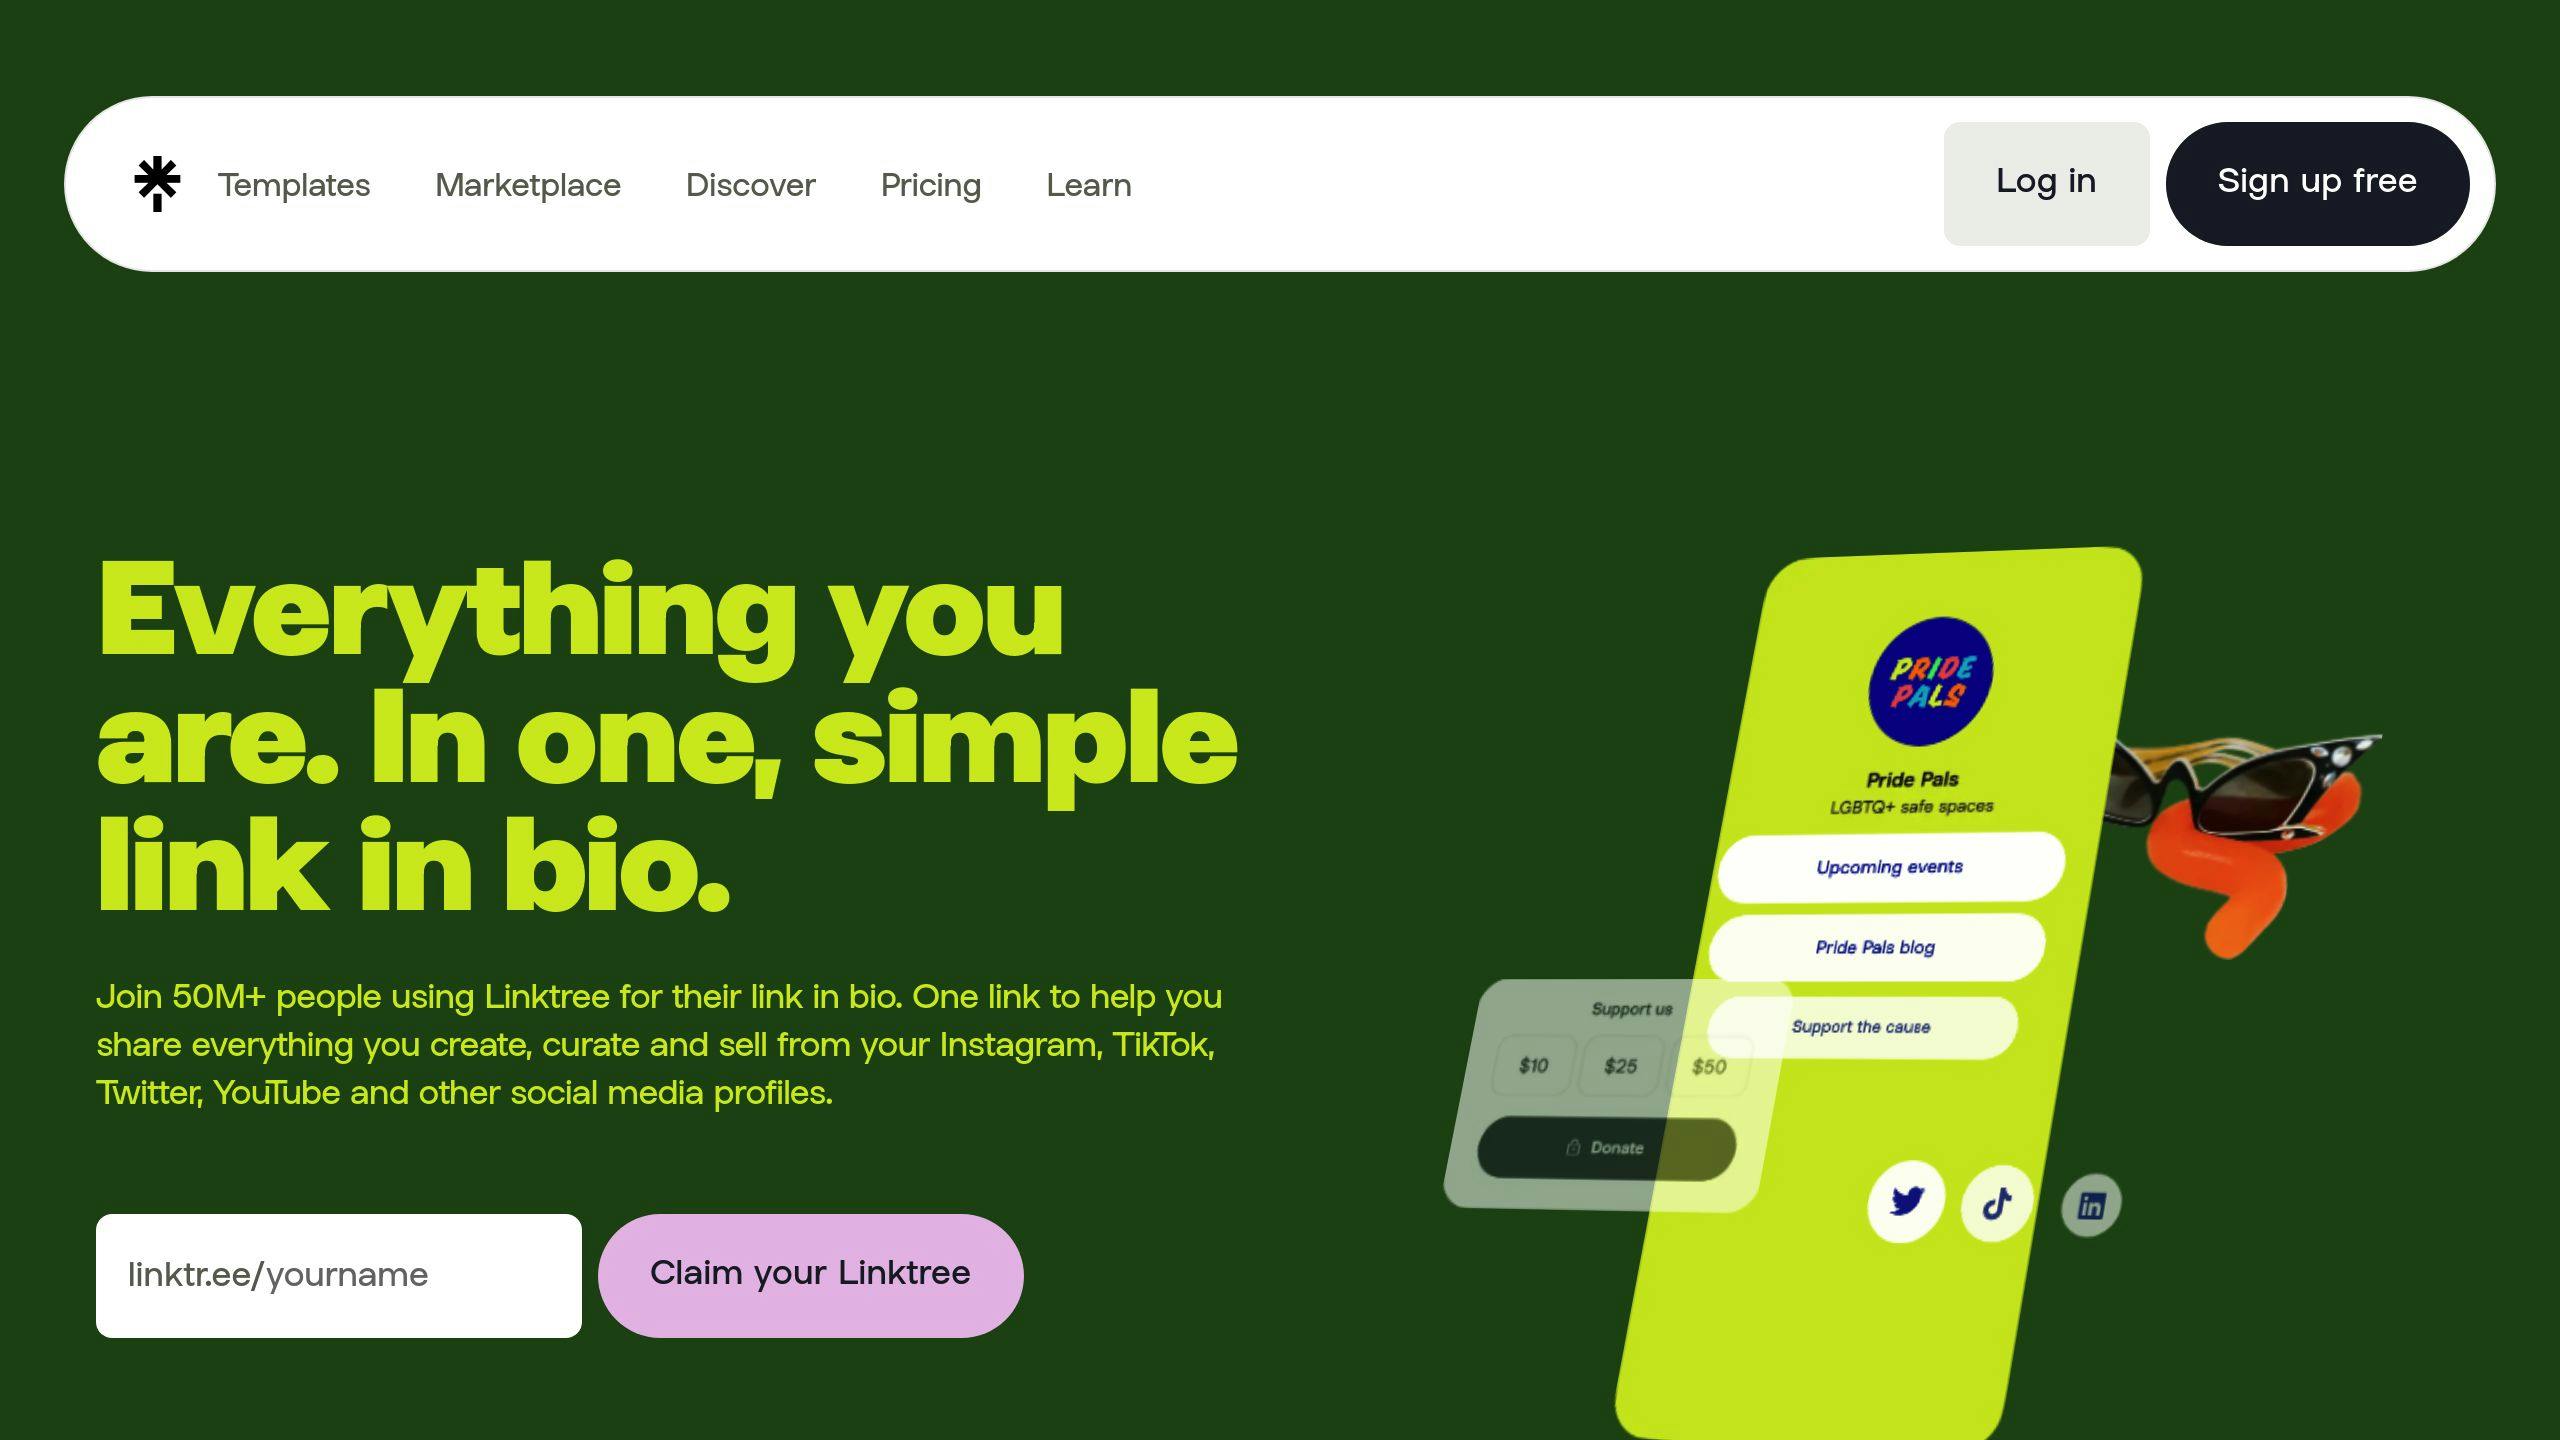 Templates Marketplace Discover Pricing Learn Log in Sign up free
Everything you
are. In one, simple
link in bio.
Join 50M+ people using Linktree for their link in bio. One link to help you
share everything you create, curate and sell from your Instagram, TikTok,
Twitter, YouTube and other social media profiles.
linktr.ee/yourname
Claim your Linktree
PRIDE
PALS
Pride Pals
LGBTQ+ safe spaces
Upcoming events
Pride Pals blog
Support the cause
Support us
$10 $25 $50
Donate
in